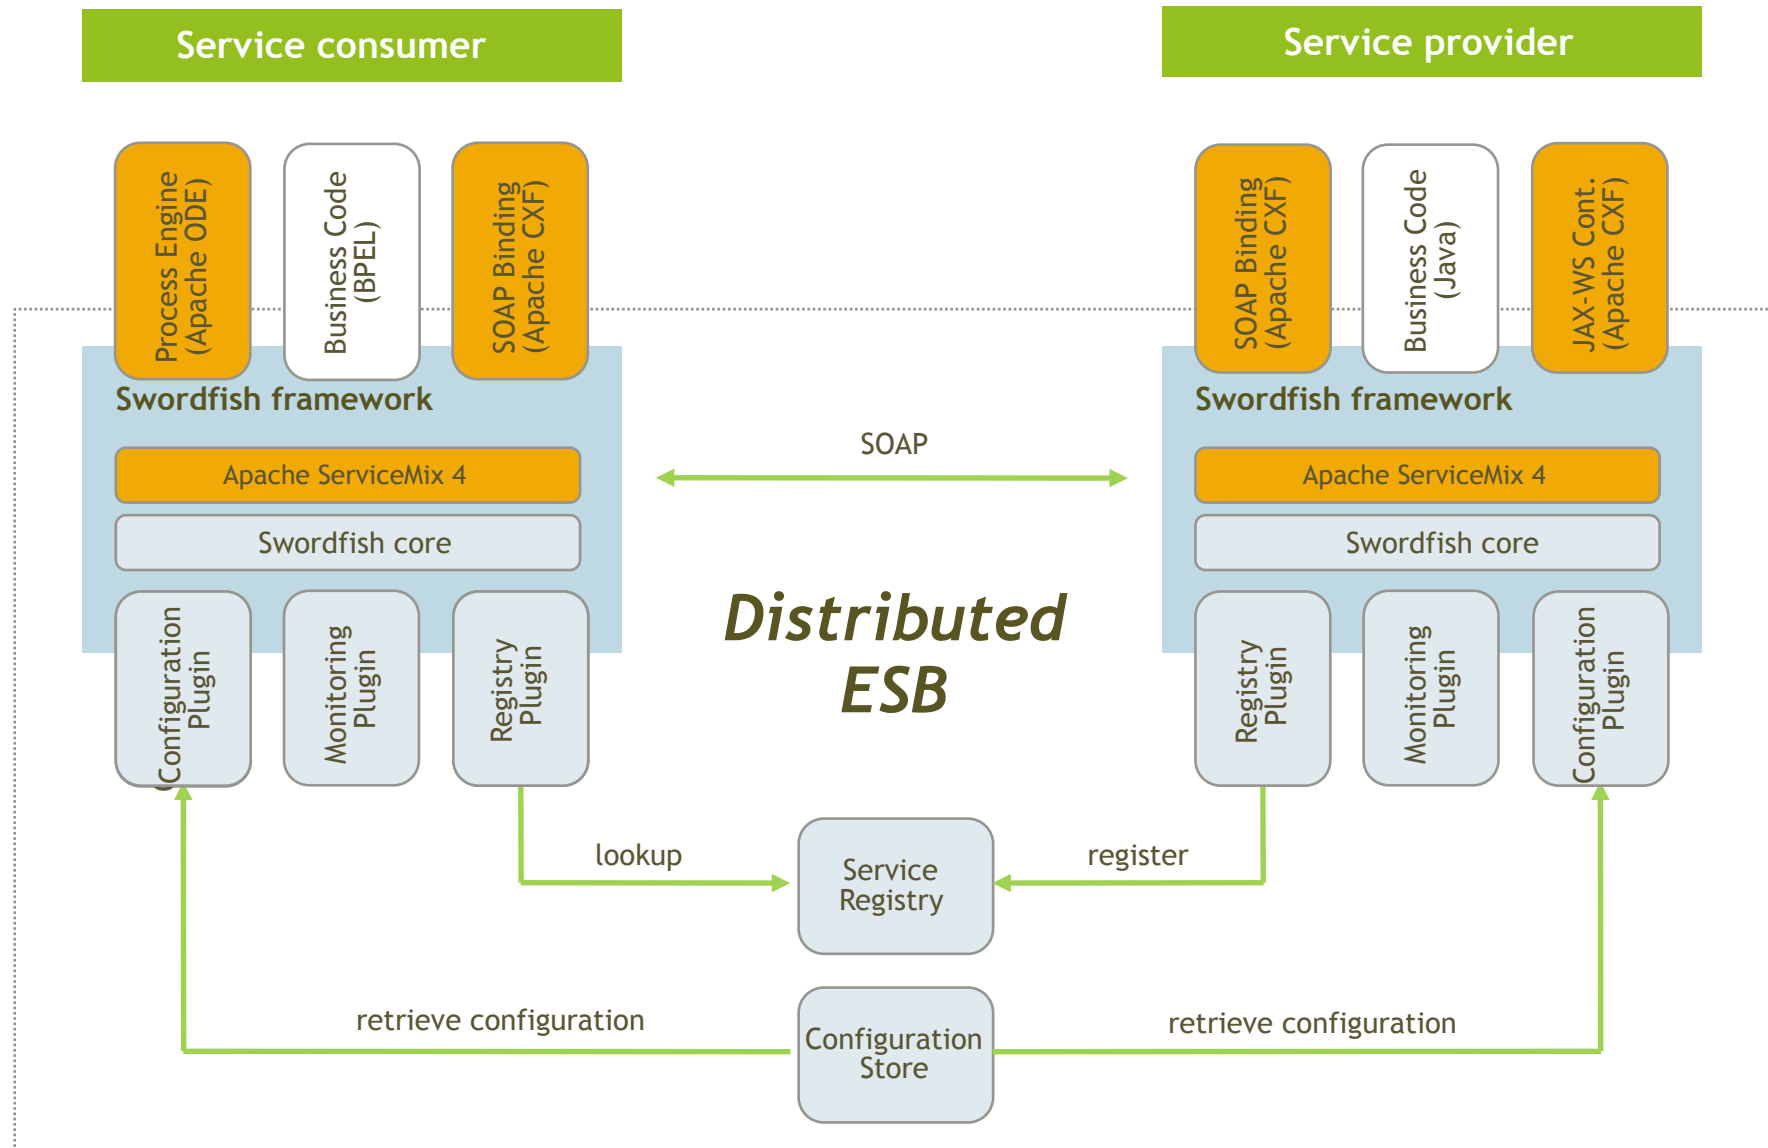 Service consumer
Service provider
Process Engine
(Apache ODE)
Business Code
(BPEL)
SOAP Binding
(Apache CXF)
SOAP Binding
(Apache CXF)
Business Code
(Java)
JAX-WS Cont.
(Apache CXF)
Swordfish framework
Swordfish framework
SOAP
Apache ServiceMix 4
Apache ServiceMix 4
Swordfish core
Swordfish core
Distributed
ESB
Configuration
Plugin
Monitoring
Plugin
Registry
Plugin
Registry
Plugin
Monitoring
Plugin
Configuration
Plugin
lookup
register
Service
Registry
retrieve configuration
retrieve configuration
Configuration
Store